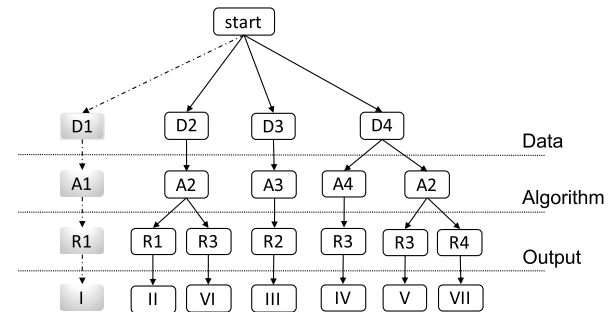 start
D1 D2 D3 D4
Data
A1 A2 A3 A4 A2
Algorithm
R1 R1 R3 R2 R3 R3 R4
Output
I II VI III IV V VII